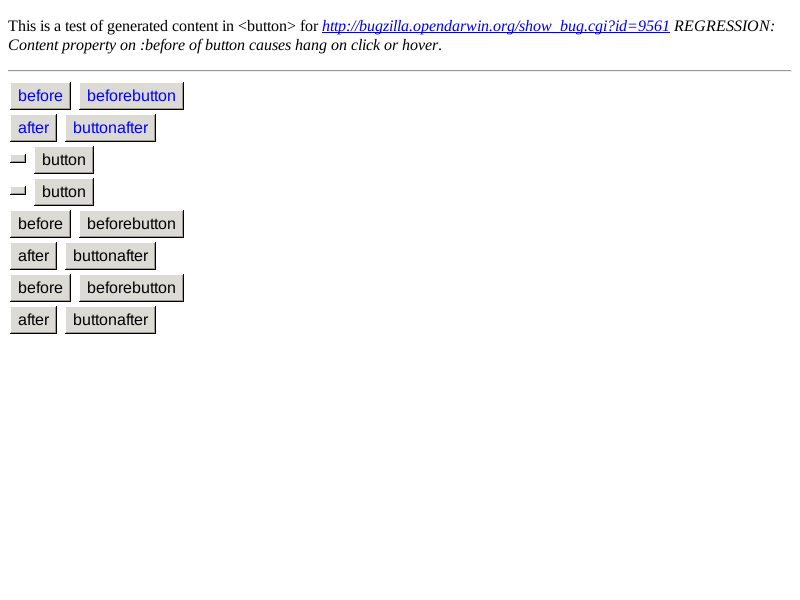 This is a test of generated content in <button> for http://bugzilla.opendarwin.org/show_bug.cgi?id=9561 REGRESSION:
Content property on :before of button causes hang on click or hover.
before beforebutton
after buttonafter
button
button
before beforebutton
after buttonafter
before beforebutton
after buttonafter